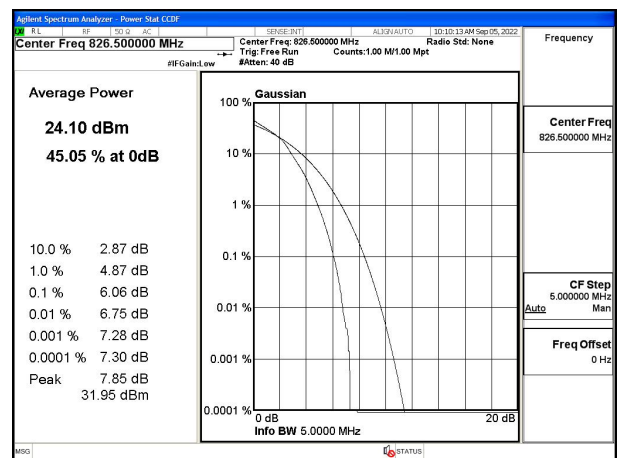 Agilent Spectrum Analyzer - Power Stat CCDF
RL RF 50 Ω AC SENSE:INT ALIGN AUTO 10:10:13 AM Sep 05, 2022
Center Freq 826.500000 MHz
Center Freq: 826.500000 MHz Radio Std: None
Trig: Free Run Counts:1.00 M/1.00 Mpt
#IFGain:Low #Atten: 40 dB
Frequency
Average Power
24.10 dBm
45.05 % at 0dB
10.0 % 2.87 dB
1.0 % 4.87 dB
0.1 % 6.06 dB
0.01 % 6.75 dB
0.001 % 7.28 dB
0.0001 % 7.30 dB
Peak 7.85 dB
31.95 dBm
Gaussian
100 %
10 %
1 %
0.1 %
0.01 %
0.001 %
0.0001 %
0 dB 20 dB
Info BW 5.0000 MHz
Center Freq
826.500000 MHz
CF Step
5.000000 MHz
Auto Man
Freq Offset
0 Hz
MSG STATUS